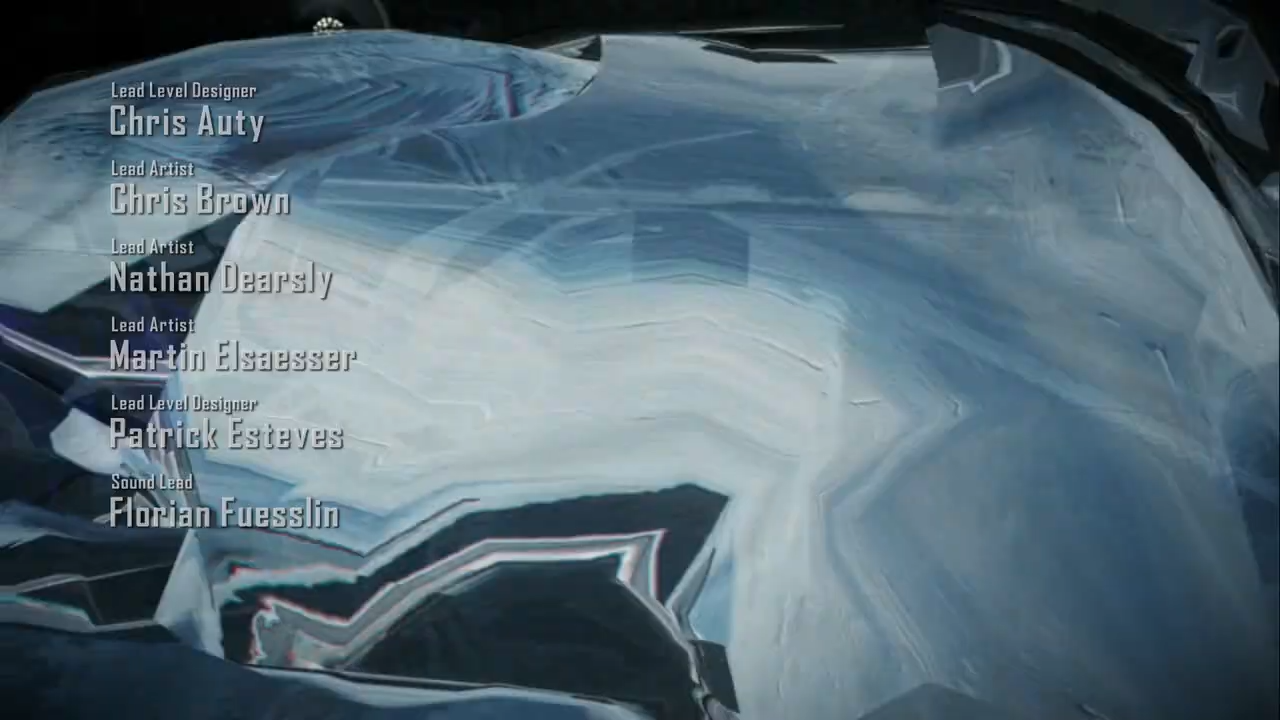 Lead Level Designer
Chris Auty
Lead Artist
Chris Brown
Lead Artist
Nathan Dearsly
Lead Artist
Martin Elsaesser
Lead Level Designer
Patrick Esteves
Sound Lead
Florian Fuesslin